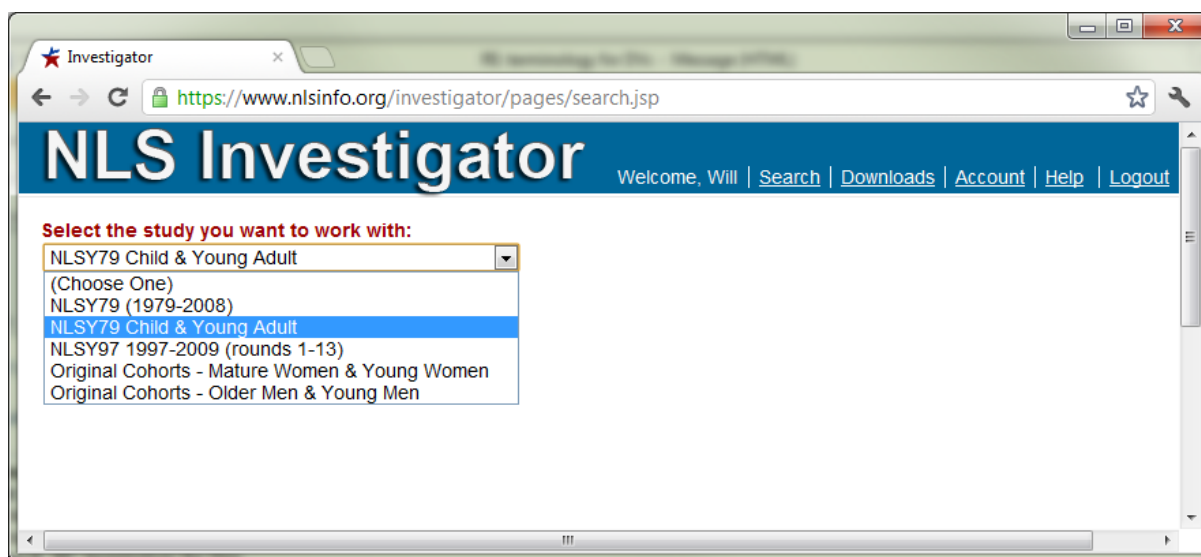 Investigator
https://www.nlsinfo.org/investigator/pages/search.jsp
NLS Investigator
Welcome, Will | Search | Downloads | Account | Help | Logout
Select the study you want to work with:
NLSY79 Child & Young Adult
(Choose One)
NLSY79 (1979-2008)
NLSY79 Child & Young Adult
NLSY97 1997-2009 (rounds 1-13)
Original Cohorts - Mature Women & Young Women
Original Cohorts - Older Men & Young Men